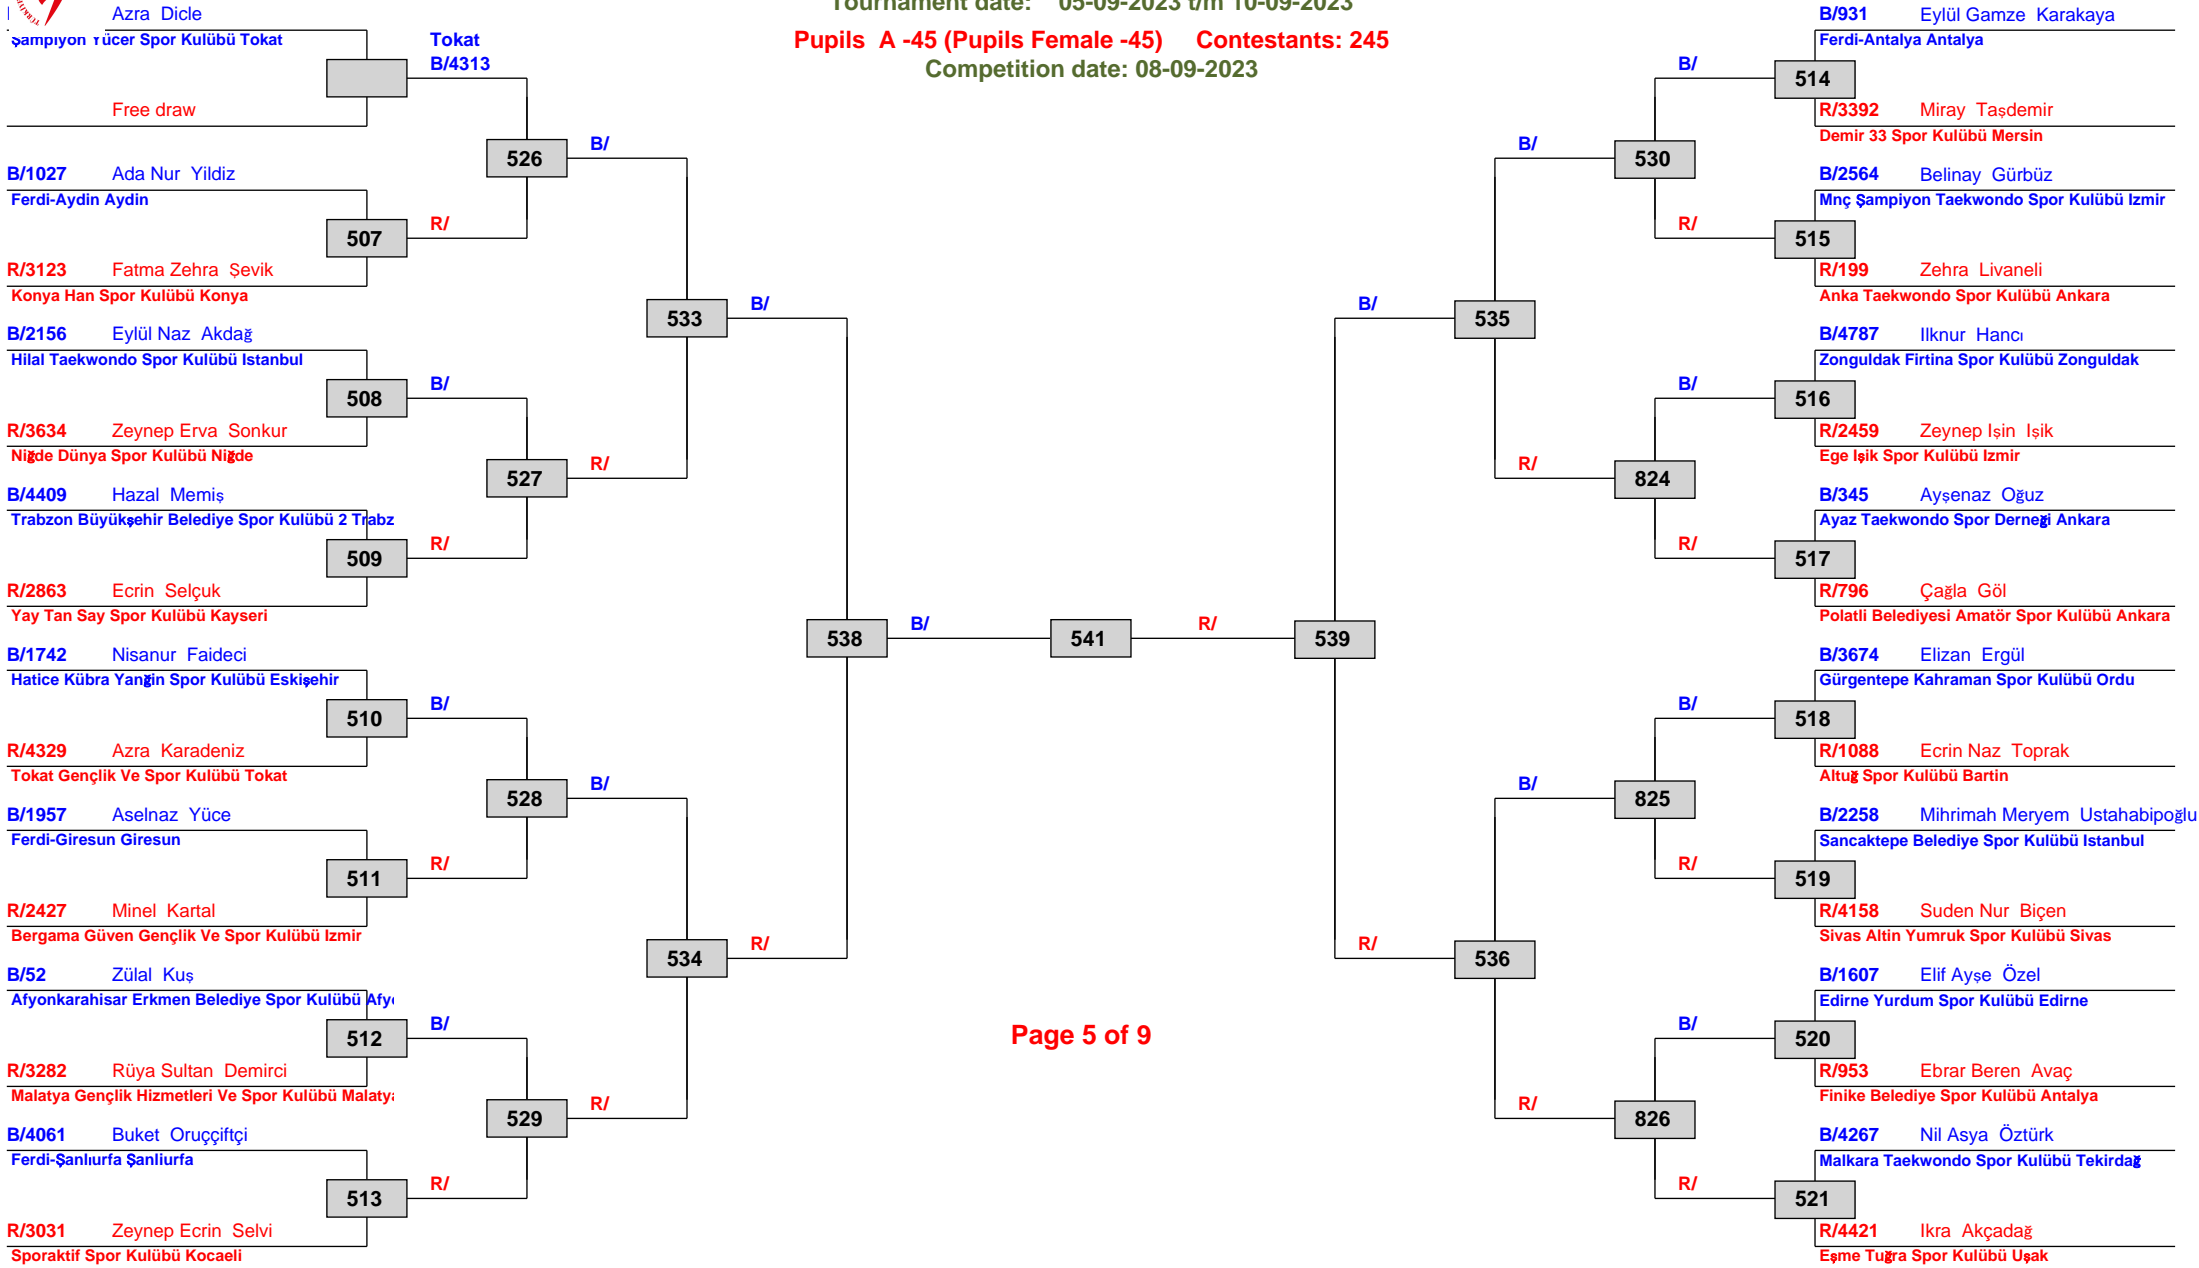 Tournament date: 05-09-2023 t/m 10-09-2023
Pupils A -45 (Pupils Female -45) Contestants: 245
Competition date: 08-09-2023
Azra Dicle
Şampiyon Yücer Spor Kulübü Tokat
Free draw
Tokat
B/4313
B/1027 Ada Nur Yildiz
Ferdi-Aydin Aydin
507
R/3123 Fatma Zehra Şevik
Konya Han Spor Kulübü Konya
B/2156 Eylül Naz Akdağ
Hilal Taekwondo Spor Kulübü Istanbul
508
R/3634 Zeynep Erva Sonkur
Niğde Dünya Spor Kulübü Niğde
B/4409 Hazal Memiş
Trabzon Büyükşehir Belediye Spor Kulübü 2 Trabz
509
R/2863 Ecrin Selçuk
Yay Tan Say Spor Kulübü Kayseri
B/1742 Nisanur Faideci
Hatice Kübra Yanğin Spor Kulübü Eskişehir
510
R/4329 Azra Karadeniz
Tokat Gençlik Ve Spor Kulübü Tokat
B/1957 Aselnaz Yüce
Ferdi-Giresun Giresun
511
R/2427 Minel Kartal
Bergama Güven Gençlik Ve Spor Kulübü Izmir
B/52 Zülal Kuş
Afyonkarahisar Erkmen Belediye Spor Kulübü Afy
512
R/3282 Rüya Sultan Demirci
Malatya Gençlik Hizmetleri Ve Spor Kulübü Malaty
B/4061 Buket Oruççiftçi
Ferdi-Şanlıurfa Şanliurfa
513
R/3031 Zeynep Ecrin Selvi
Sporaktif Spor Kulübü Kocaeli
R/
B/
R/
B/
R/
B/
R/
526
527
528
529
B/
R/
B/
R/
533
534
B/
R/
538
B/
541
R/
539
B/
R/
535
536
B/
R/
B/
R/
530
824
825
826
B/
R/
B/
R/
B/
R/
B/
R/
B/931 Eylül Gamze Karakaya
Ferdi-Antalya Antalya
514
R/3392 Miray Taşdemir
Demir 33 Spor Kulübü Mersin
B/2564 Belinay Gürbüz
Mnç Şampiyon Taekwondo Spor Kulübü Izmir
515
R/199 Zehra Livaneli
Anka Taekwondo Spor Kulübü Ankara
B/4787 Ilknur Hancı
Zonguldak Firtina Spor Kulübü Zonguldak
516
R/2459 Zeynep Işin Işik
Ege Işik Spor Kulübü Izmir
B/345 Ayşenaz Oğuz
Ayaz Taekwondo Spor Derneği Ankara
517
R/796 Çağla Göl
Polatli Belediyesi Amatör Spor Kulübü Ankara
B/3674 Elizan Ergül
Gürgentepe Kahraman Spor Kulübü Ordu
518
R/1088 Ecrin Naz Toprak
Altuğ Spor Kulübü Bartin
B/2258 Mihrimah Meryem Ustahabipoğlu
Sancaktepe Belediye Spor Kulübü Istanbul
519
R/4158 Suden Nur Biçen
Sivas Altin Yumruk Spor Kulübü Sivas
B/1607 Elif Ayşe Özel
Edirne Yurdum Spor Kulübü Edirne
520
R/953 Ebrar Beren Avaç
Finike Belediye Spor Kulübü Antalya
B/4267 Nil Asya Öztürk
Malkara Taekwondo Spor Kulübü Tekirdağ
521
R/4421 Ikra Akçadağ
Eşme Tuğra Spor Kulübü Uşak
Page 5 of 9